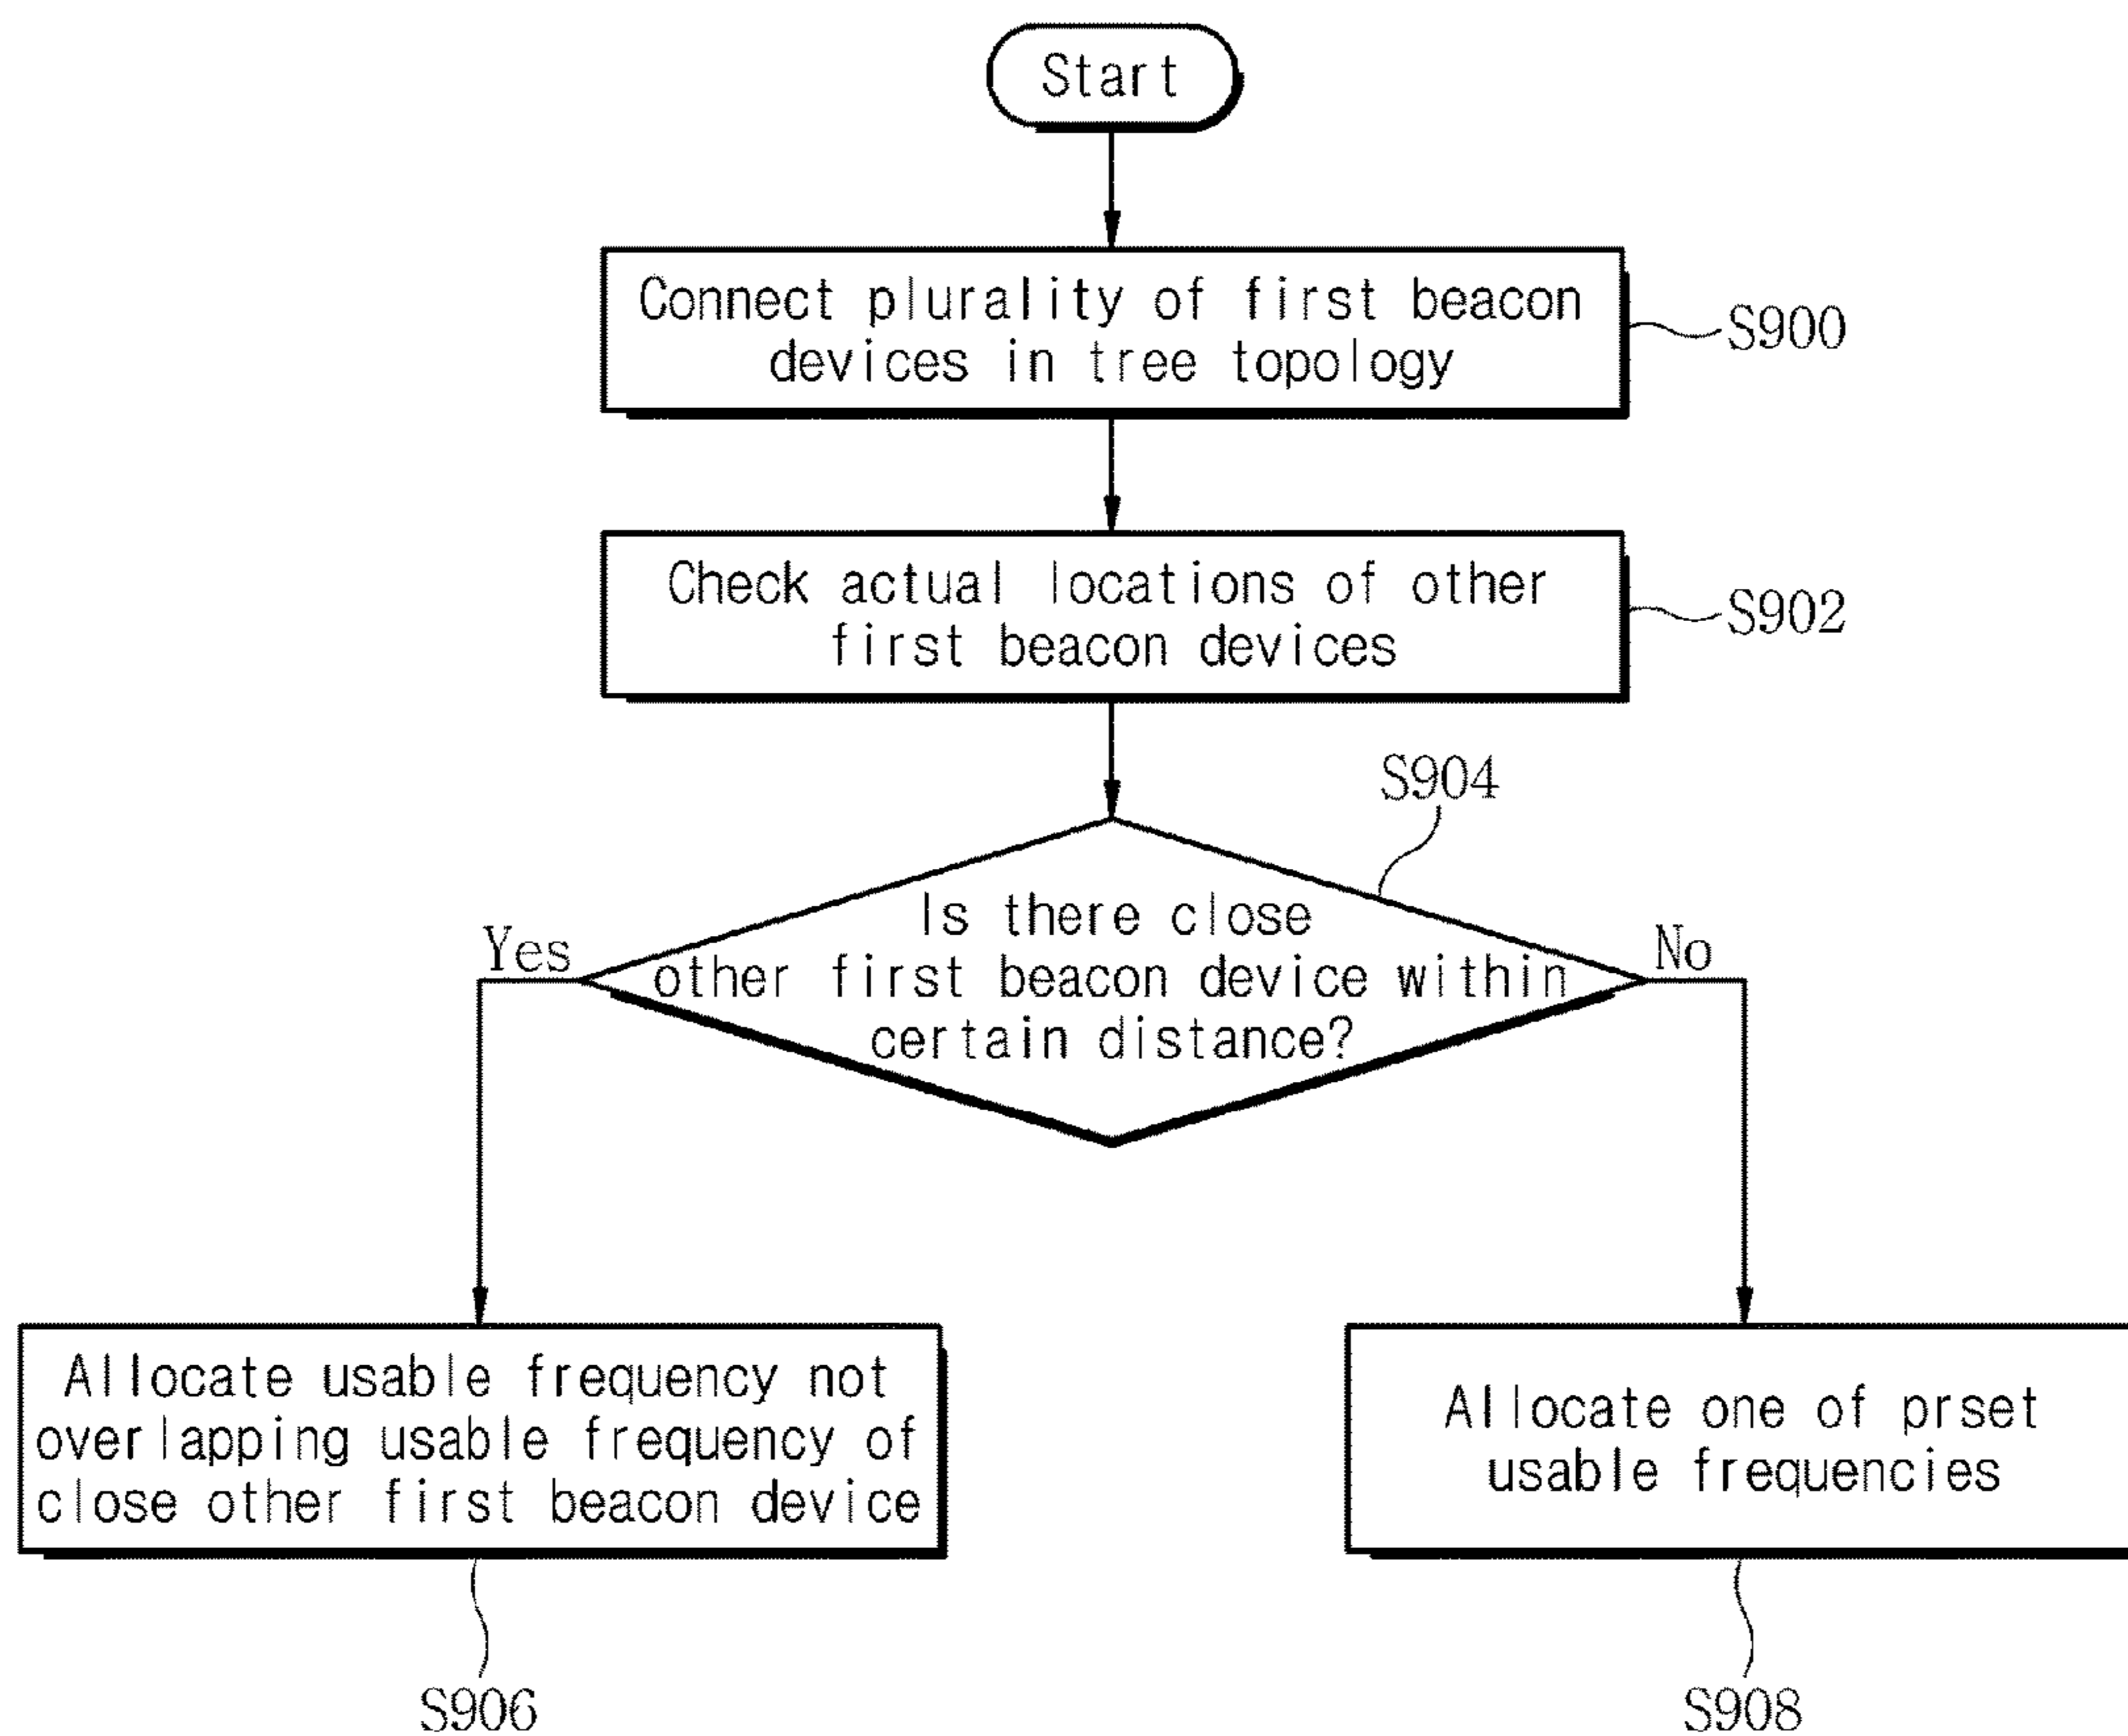 Start
Connect plurality of first beacon
devices in tree topology
S900
Check actual locations of other
first beacon devices
S902
S904
Is there close
other first beacon device within
certain distance?
Yes
No
Allocate usable frequency not
overlapping usable frequency of
close other first beacon device
S906
Allocate one of prset
usable frequencies
S908